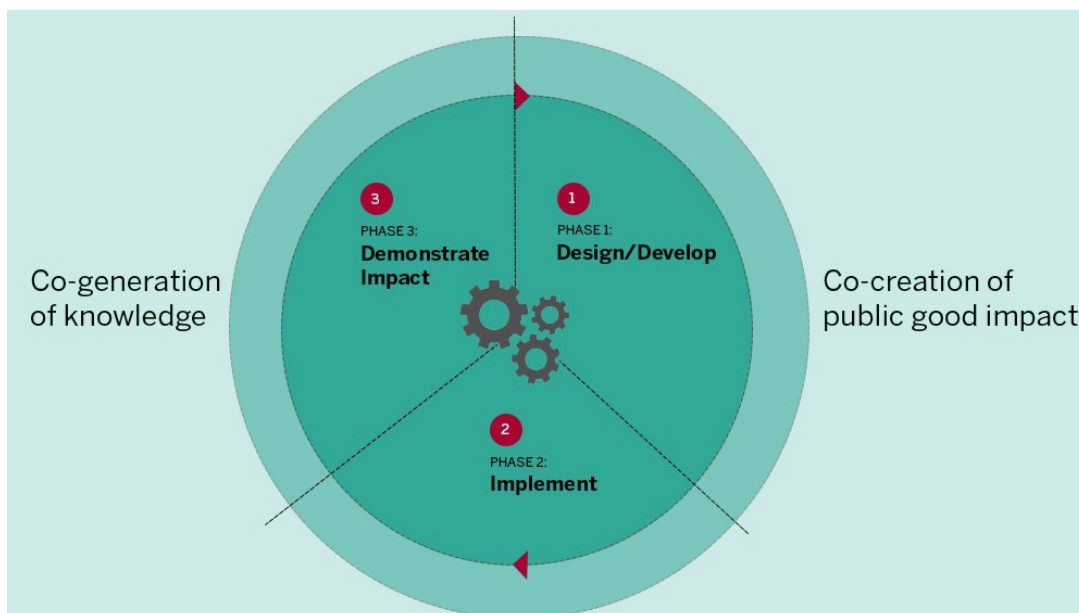 3
PHASE 3:
Demonstrate
Impact
1
PHASE 1:
Design/Develop
Co-generation
of knowledge
Co-creation of
public good impact
2
PHASE 2:
Implement